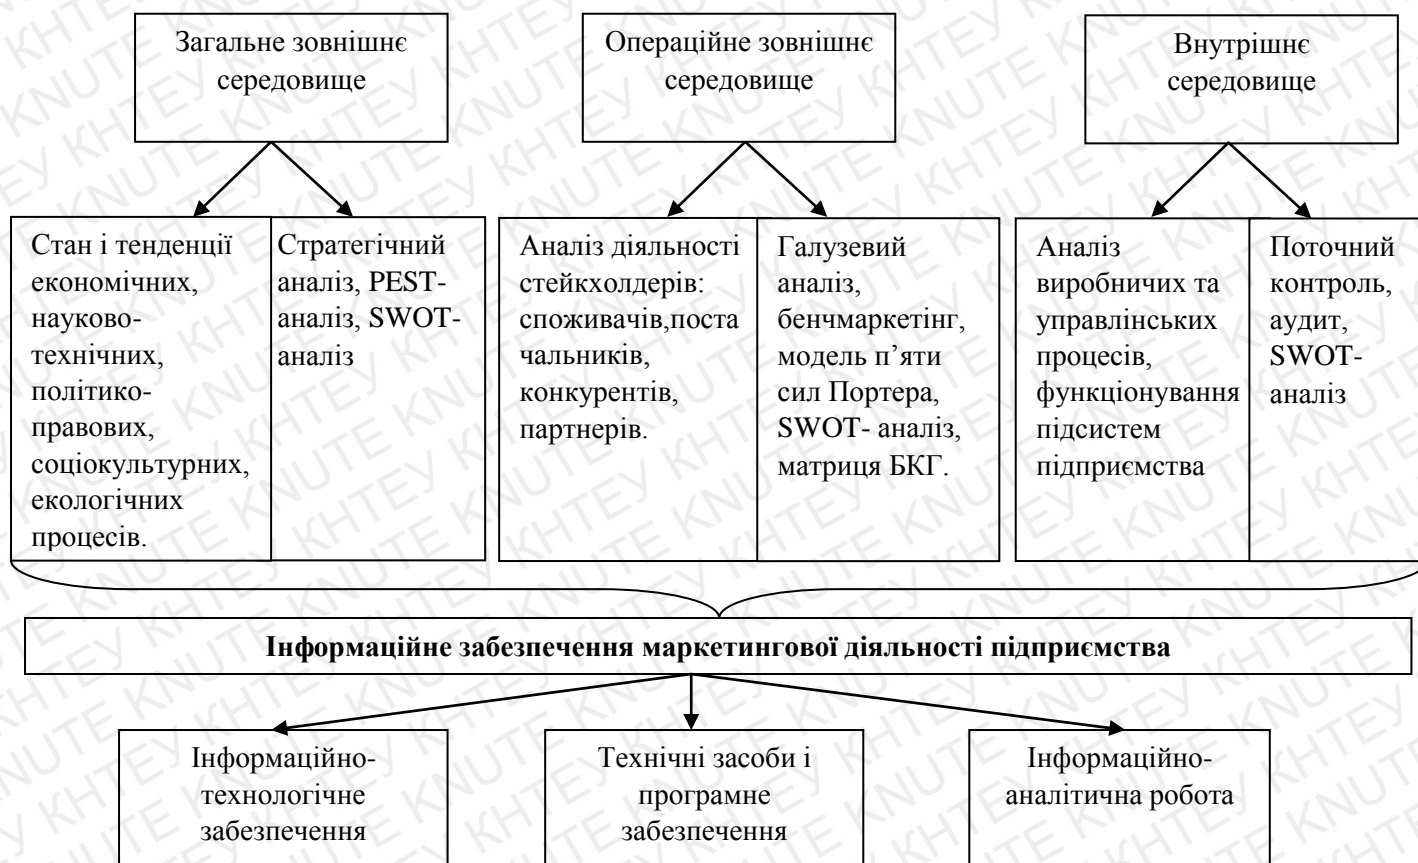 Загальне зовнішнє
середовище
Операційне зовнішнє
середовище
Внутрішнє
середовище
Стан і тенденції
економічних,
науково-
технічних,
політико-
правових,
соціокультурних,
екологічних
процесів.
Стратегічний
аналіз, PEST-
аналіз, SWOT-
аналіз
Аналіз діяльності
стейкхолдерів:
споживачів,поста
чальників,
конкурентів,
партнерів.
Галузевий
аналіз,
бенчмаркетінг,
модель п’яти
сил Портера,
SWOT- аналіз,
матриця БКГ.
Аналіз
виробничих та
управлінських
процесів,
функціонування
підсистем
підприємства
Поточний
контроль,
аудит,
SWOT-
аналіз
Інформаційне забезпечення маркетингової діяльності підприємства
Інформаційно-
технологічне
забезпечення
Технічні засоби і
програмне
забезпечення
Інформаційно-
аналітична робота